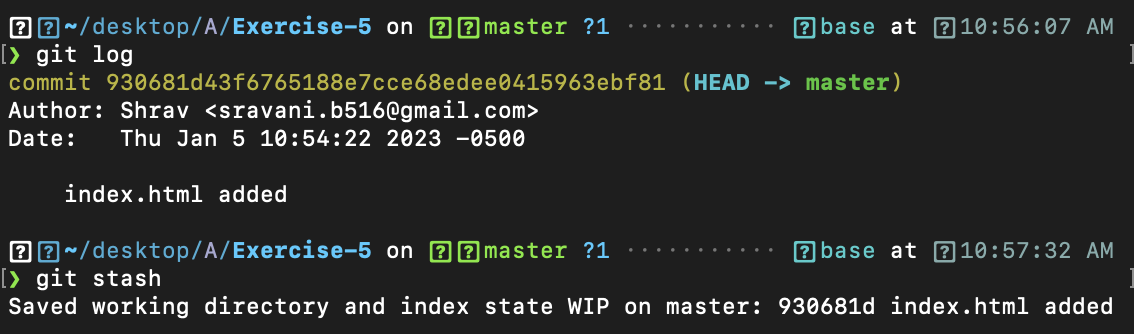 ~/desktop/A/Exercise-5 on master ?1 ··········· base at 10:56:07 AM
❯ git log
commit 930681d43f6765188e7cce68edee0415963ebf81 (HEAD -> master)
Author: Shrav <sravani.b516@gmail.com>
Date:   Thu Jan 5 10:54:22 2023 -0500
index.html added
~/desktop/A/Exercise-5 on master ?1 ··········· base at 10:57:32 AM
❯ git stash
Saved working directory and index state WIP on master: 930681d index.html added